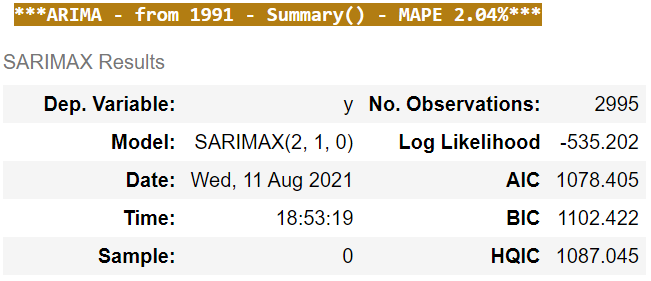 ***ARIMA - from 1991 - Summary() - MAPE 2.04%***
SARIMAX Results
Dep. Variable: y No. Observations: 2995
Model: SARIMAX(2, 1, 0) Log Likelihood -535.202
Date: Wed, 11 Aug 2021 AIC 1078.405
Time: 18:53:19 BIC 1102.422
Sample: 0 HQIC 1087.045